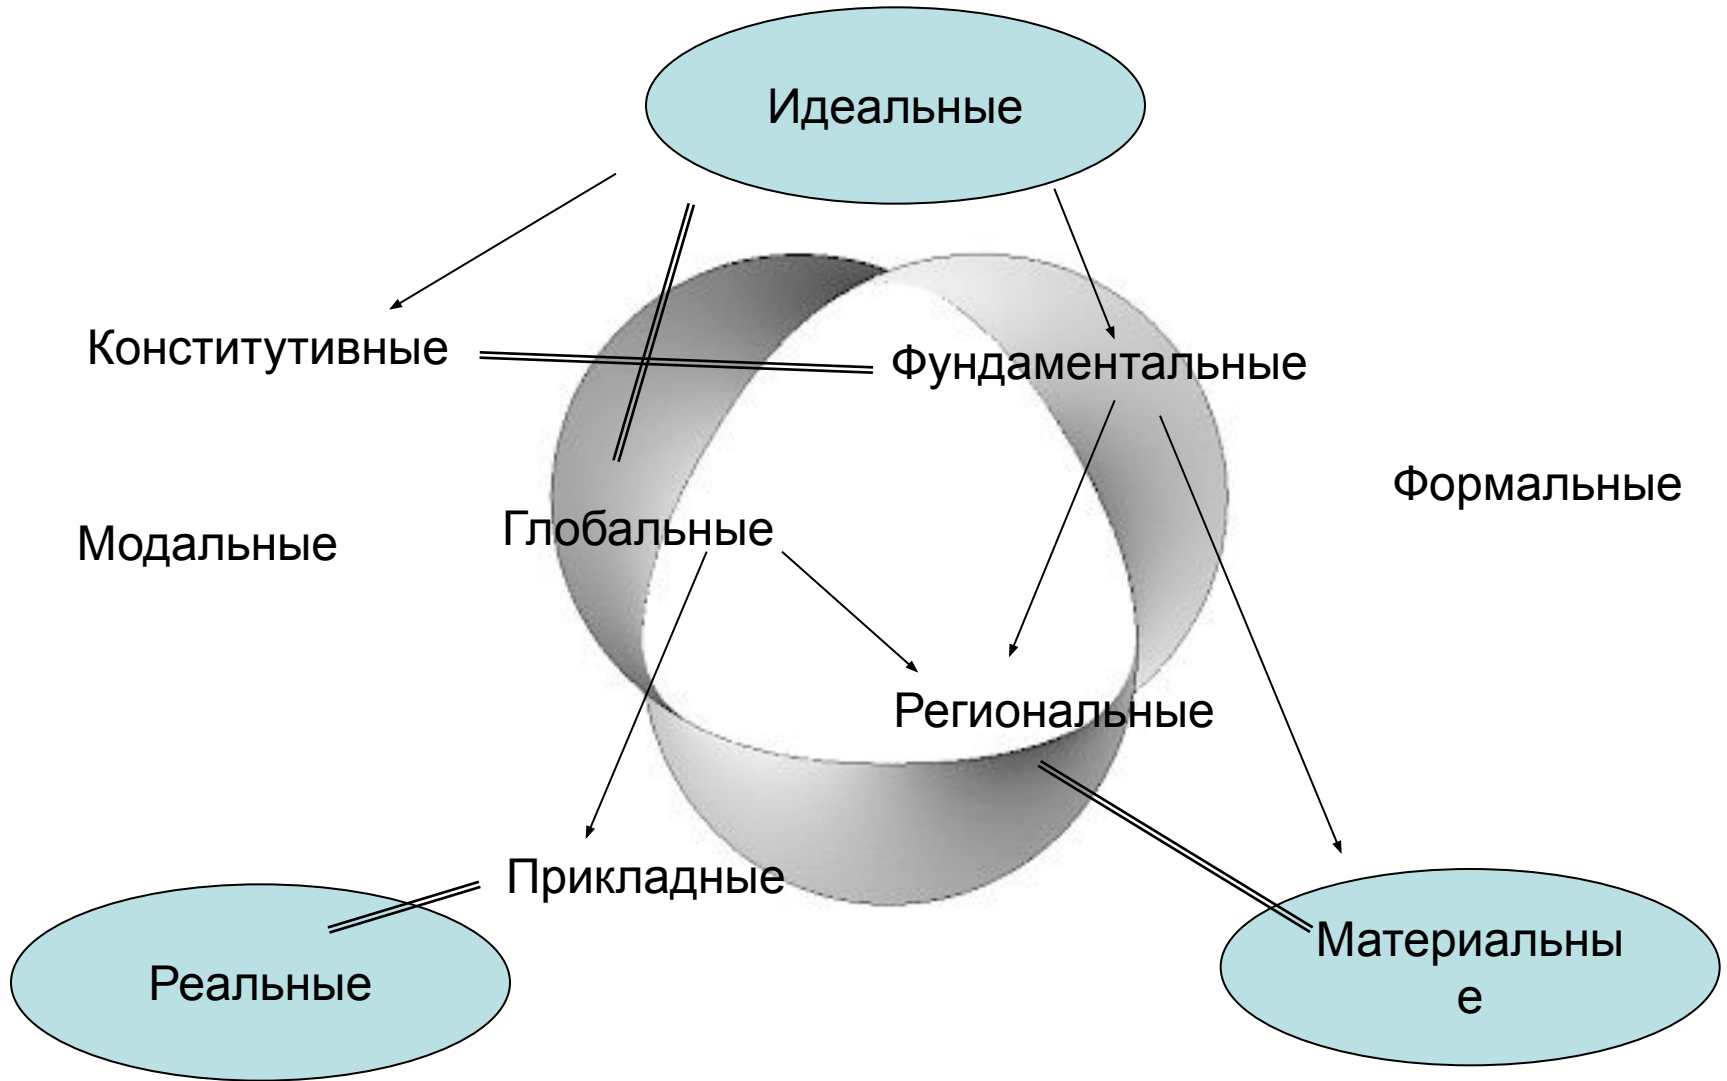 Идеальные
Конститутивные
Фундаментальные
Формальные
Глобальные
Модальные
Региональные
Прикладные
Материальны
е
Реальные